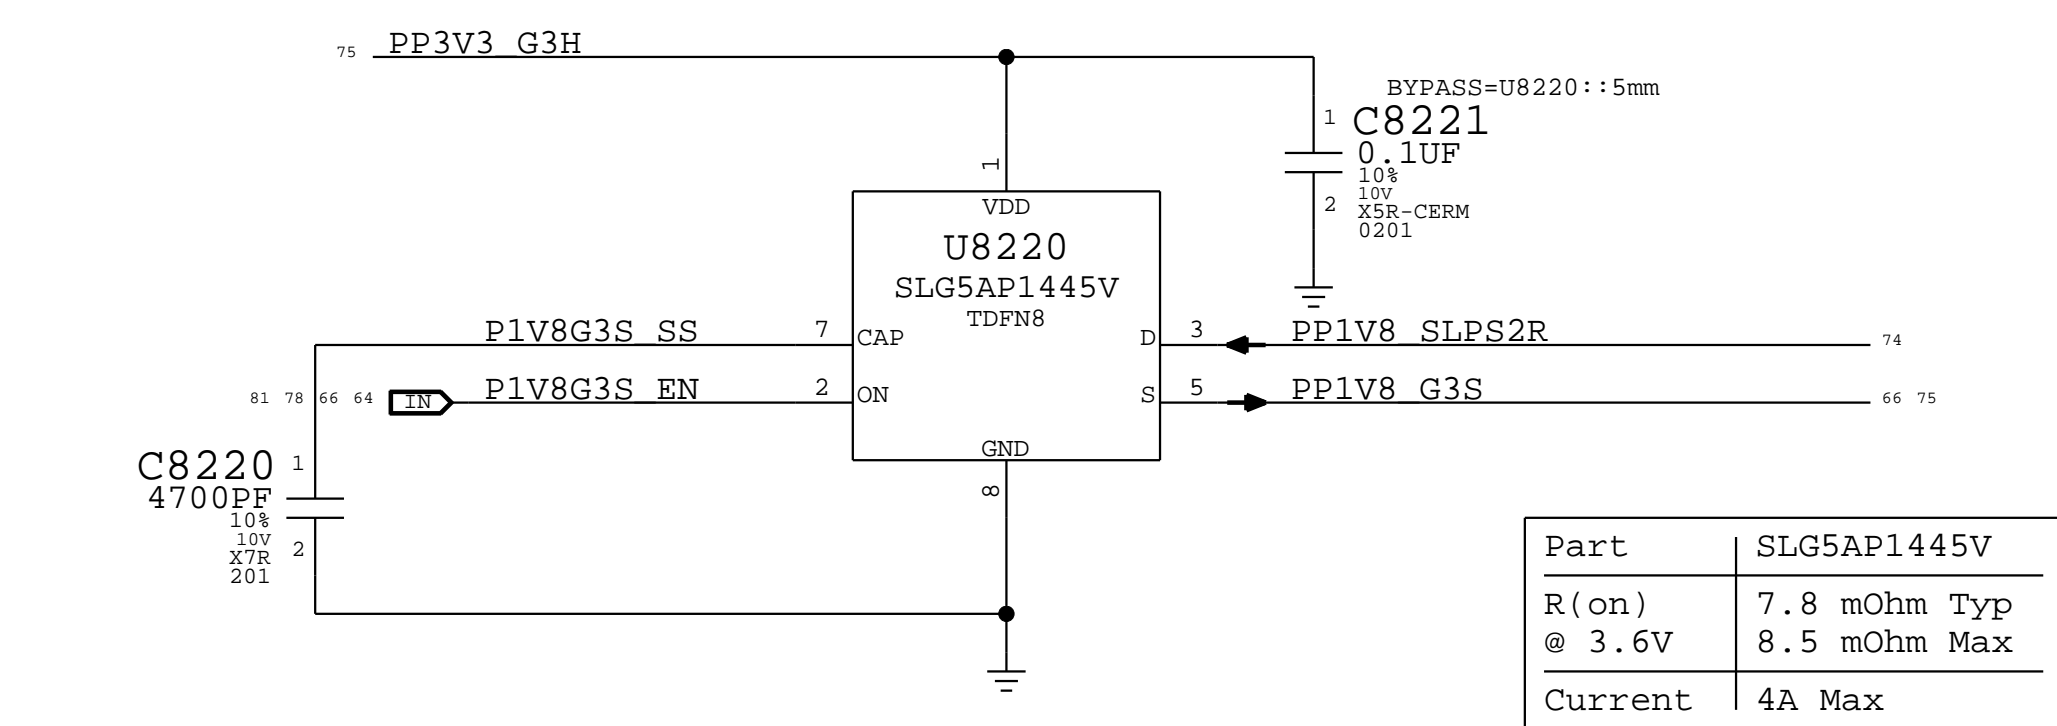 75 PP3V3_G3H
BYPASS=U8220::5mm
1 C8221
0.1UF
10%
10V
2 X5R-CERM
0201
1
VDD
U8220
SLG5AP1445V
TDFN8
P1V8G3S_SS 7 CAP
D 3 PP1V8_SLPS2R 74
81 78 66 64 IN P1V8G3S_EN 2 ON
S 5 PP1V8_G3S 66 75
GND
8
C8220 1
4700PF
10%
10V
X7R 2
201
Part SLG5AP1445V
R(on) 7.8 mOhm Typ
@ 3.6V 8.5 mOhm Max
Current 4A Max